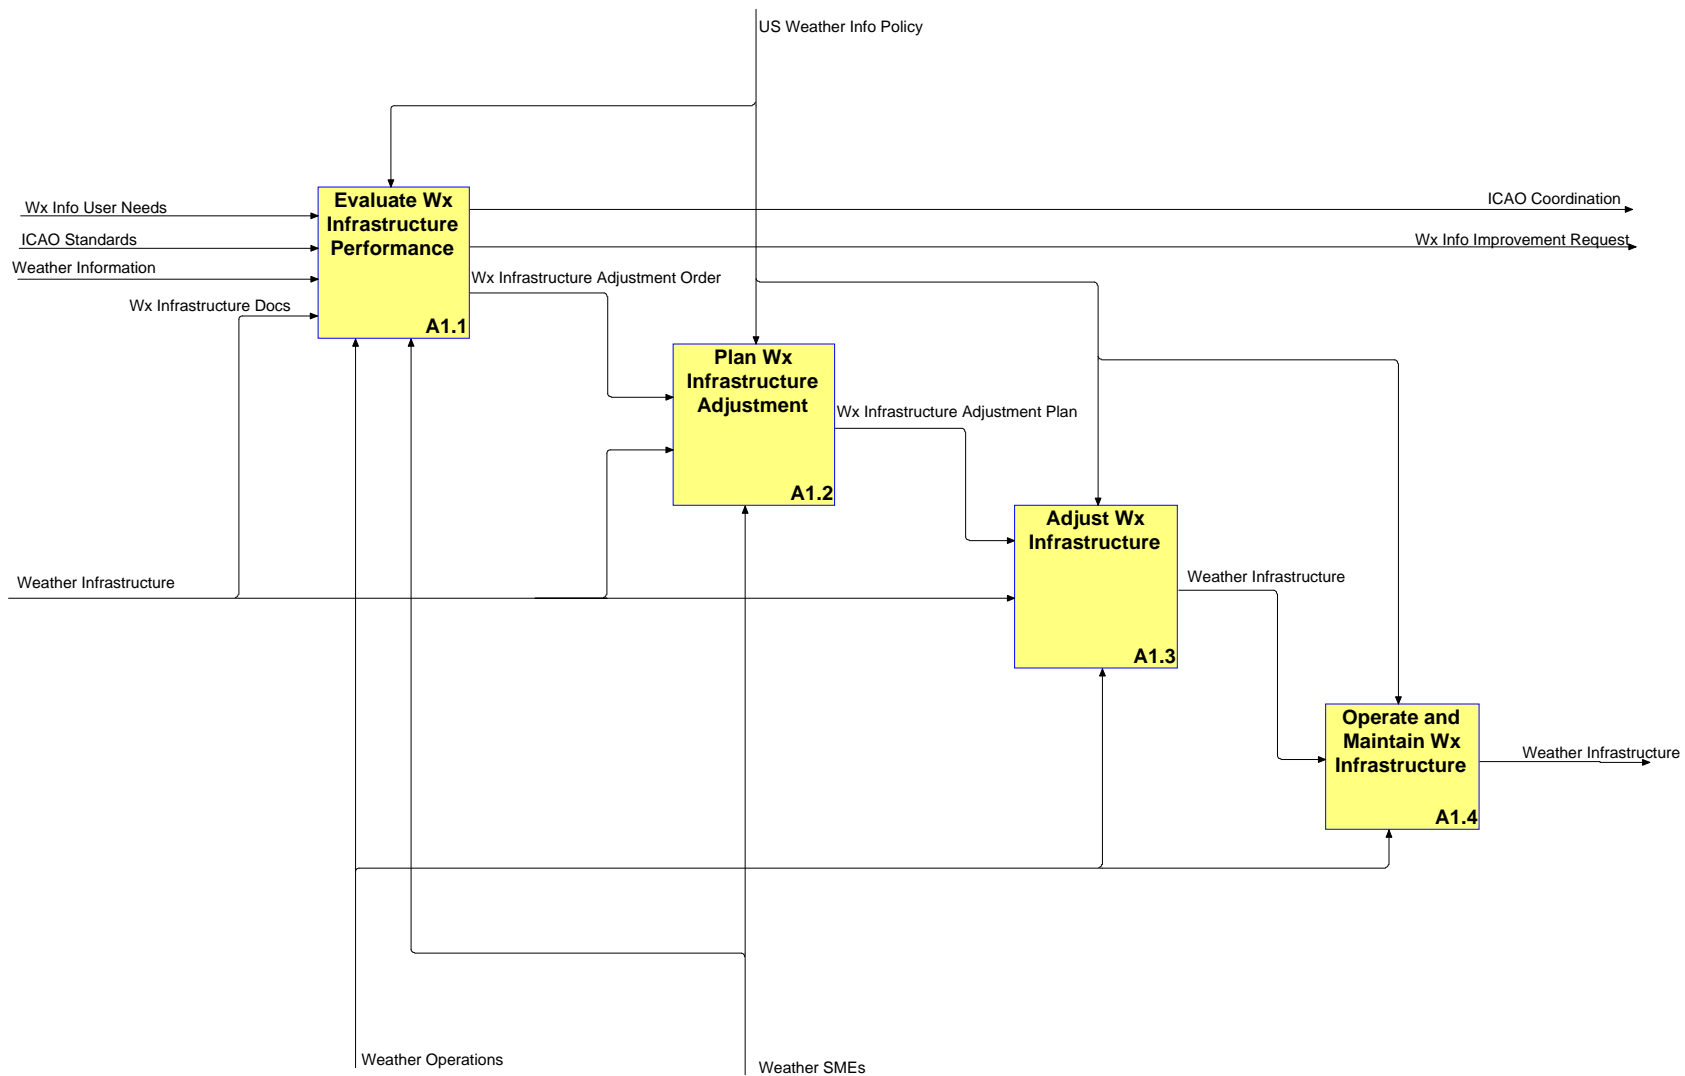 US Weather Info Policy
Evaluate Wx
Infrastructure
Performance
A1.1
Wx Info User Needs
ICAO Standards
Weather Information
Wx Infrastructure Docs
ICAO Coordination
Wx Info Improvement Request
Wx Infrastructure Adjustment Order
Plan Wx
Infrastructure
Adjustment
A1.2
Wx Infrastructure Adjustment Plan
Adjust Wx
Infrastructure
A1.3
Weather Infrastructure
Weather Infrastructure
Operate and
Maintain Wx
Infrastructure
A1.4
Weather Infrastructure
Weather Operations
Weather SMEs